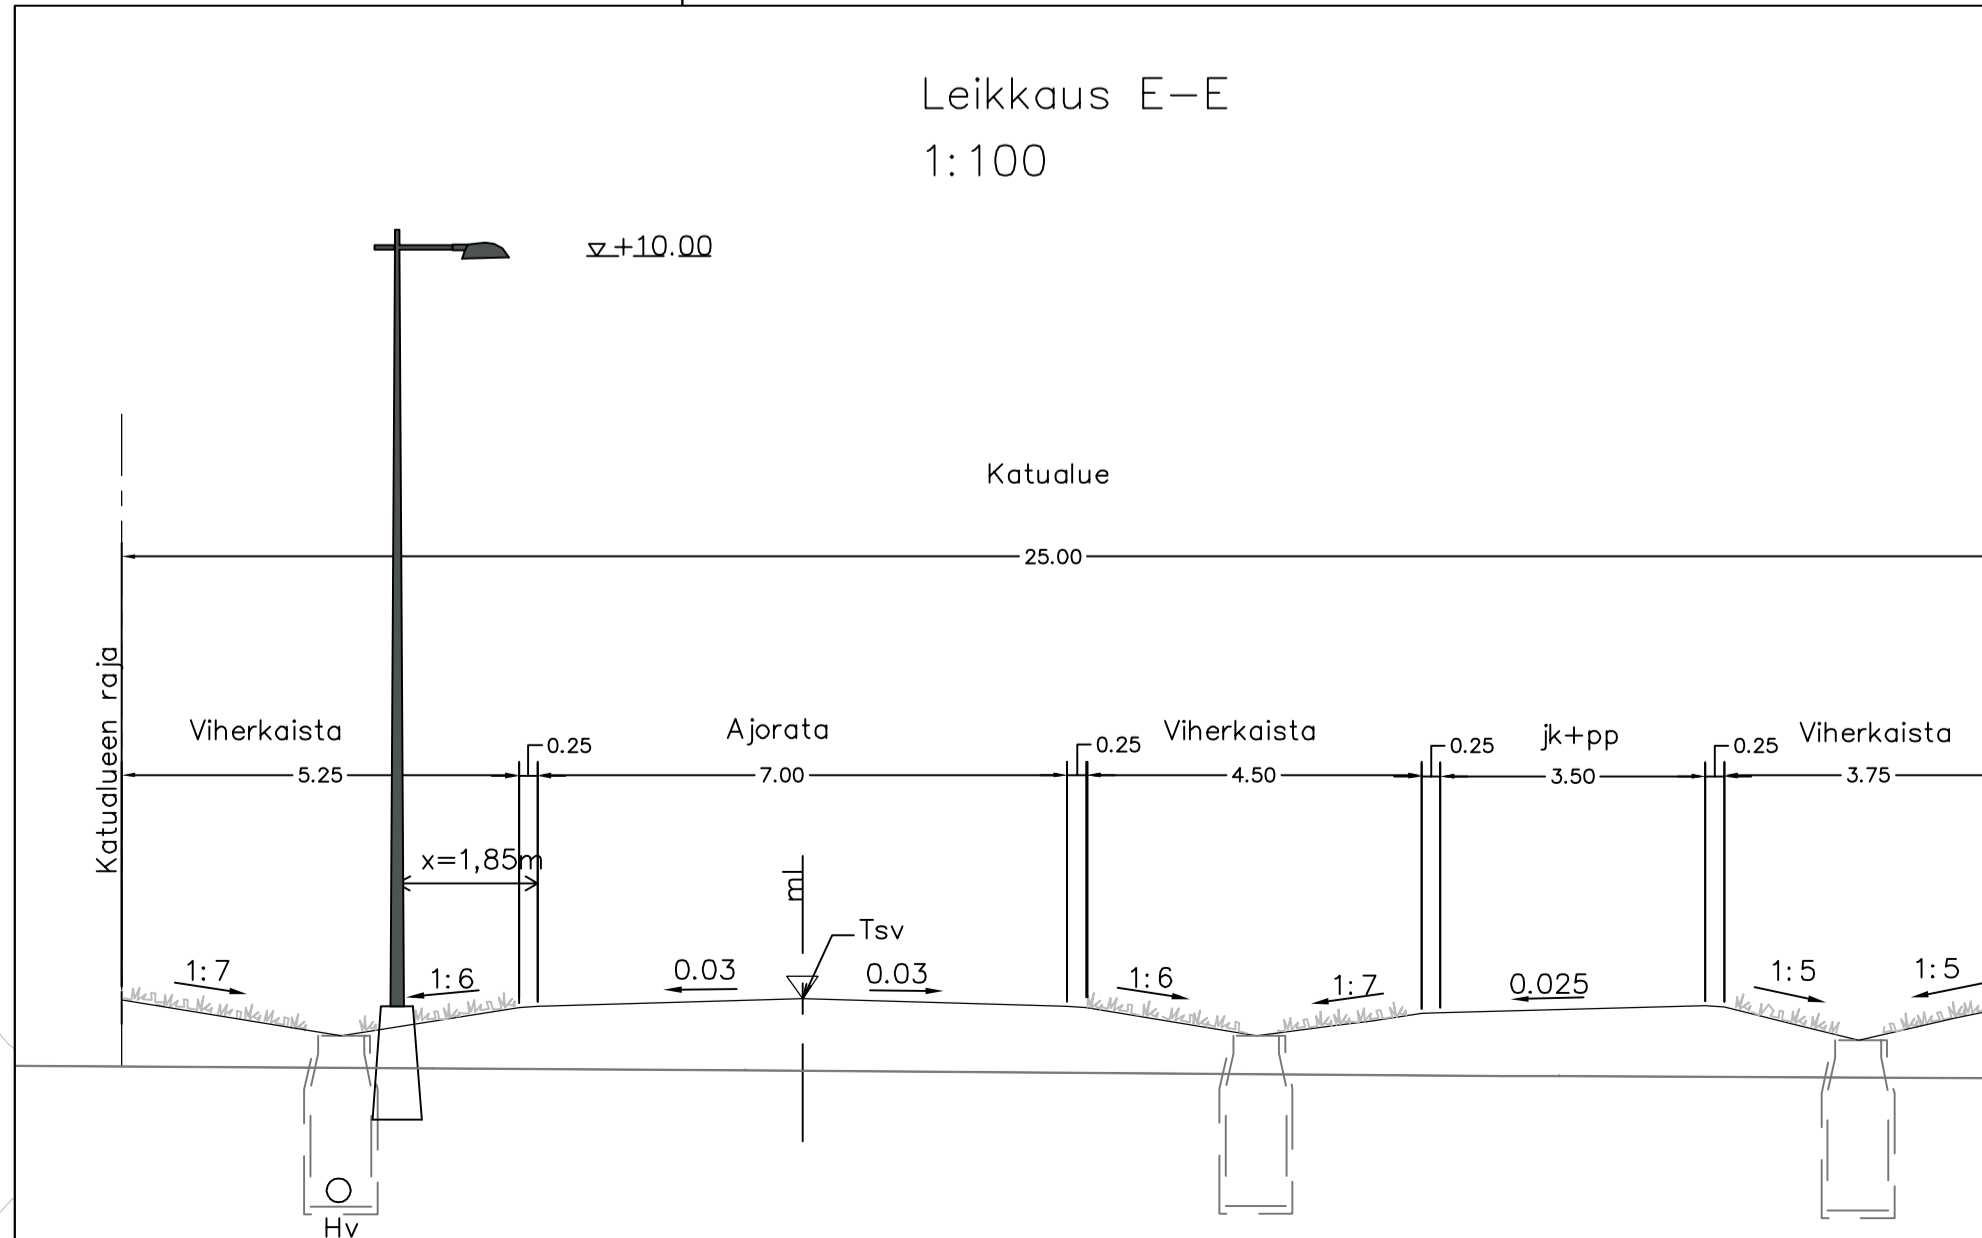 Leikkaus E-E
1:100
+10.00
Katualue
25.00
Katualueen raja
Viherkaista
Ajorata
Viherkaista
jk+pp
Viherkaista
0.25
0.25
0.25
0.25
5.25
7.00
4.50
3.50
3.75
x=1,85m
ml
Tsv
1:7
1:6
0.03
0.03
1:6
1:7
0.025
1:5
1:5
Hv